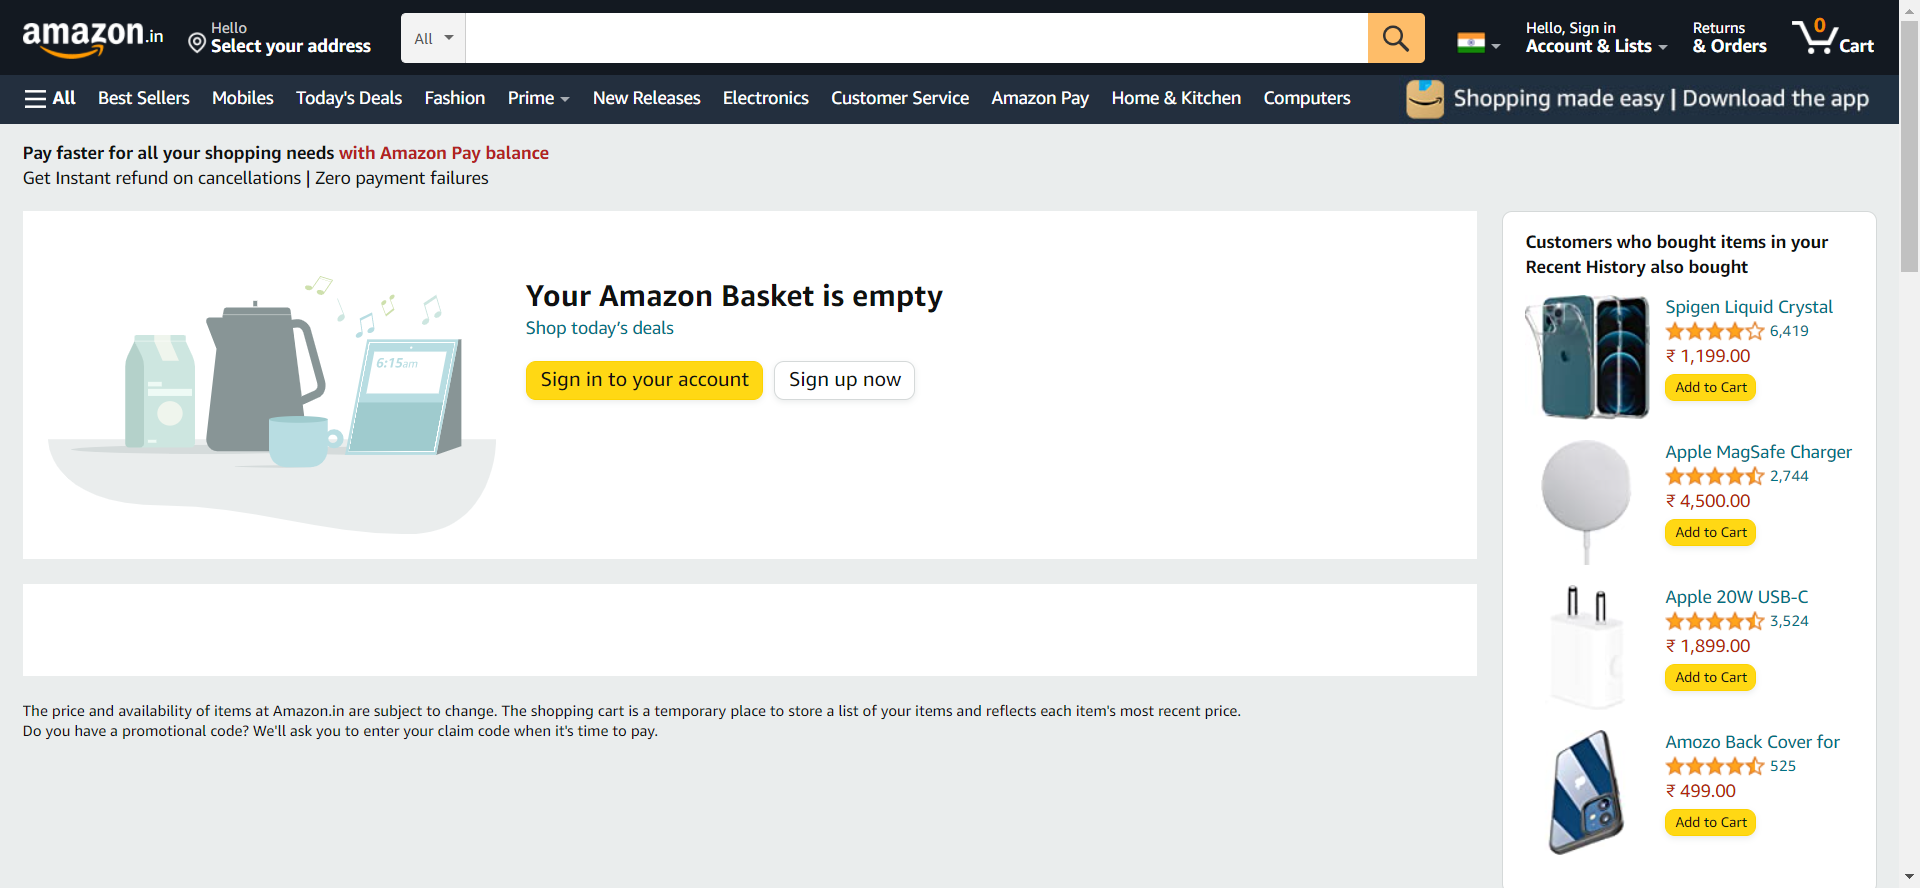 amazon.in
Hello
Select your address
All
Hello, Sign in
Account & Lists
Returns
& Orders
0
Cart
All
Best Sellers
Mobiles
Today's Deals
Fashion
Prime
New Releases
Electronics
Customer Service
Amazon Pay
Home & Kitchen
Computers
Shopping made easy | Download the app
Pay faster for all your shopping needs with Amazon Pay balance
Get Instant refund on cancellations | Zero payment failures
6:15am
Your Amazon Basket is empty
Shop today's deals
Sign in to your account
Sign up now
The price and availability of items at Amazon.in are subject to change. The shopping cart is a temporary place to store a list of your items and reflects each item's most recent price.
Do you have a promotional code? We'll ask you to enter your claim code when it's time to pay.
Customers who bought items in your
Recent History also bought
Spigen Liquid Crystal
6,419
₹ 1,199.00
Add to Cart
Apple MagSafe Charger
2,744
₹ 4,500.00
Add to Cart
Apple 20W USB-C
3,524
₹ 1,899.00
Add to Cart
Amozo Back Cover for
525
₹ 499.00
Add to Cart